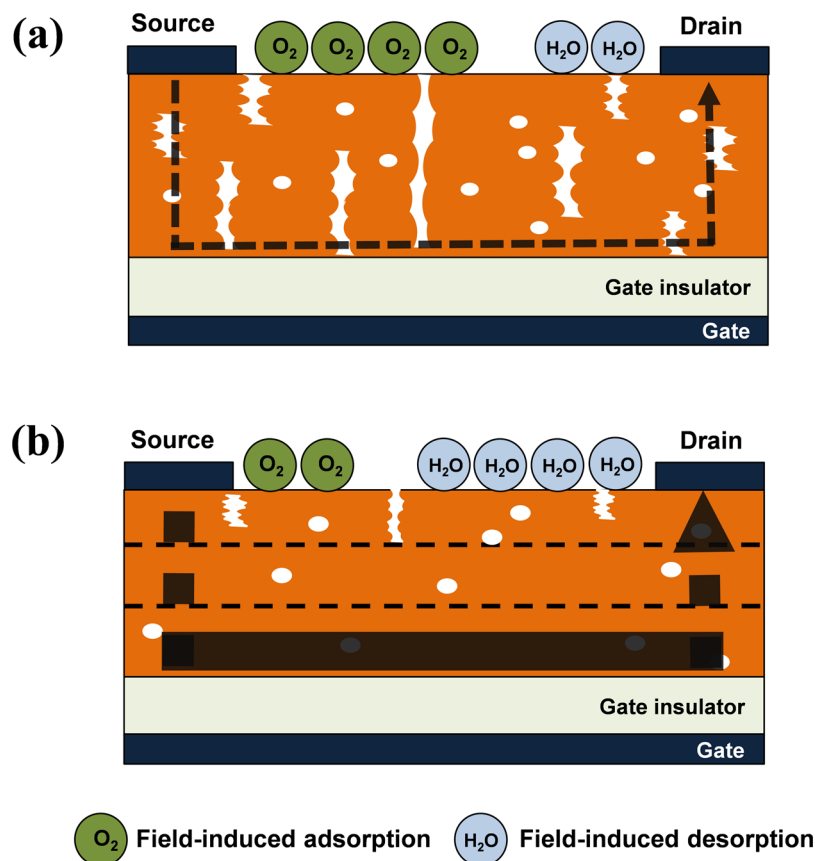 (a)
Source
O₂ O₂ O₂ O₂
H₂O H₂O
Drain
Gate insulator
Gate
(b)
Source
O₂ O₂
H₂O H₂O H₂O H₂O
Drain
Gate insulator
Gate
O₂ Field-induced adsorption
H₂O Field-induced desorption